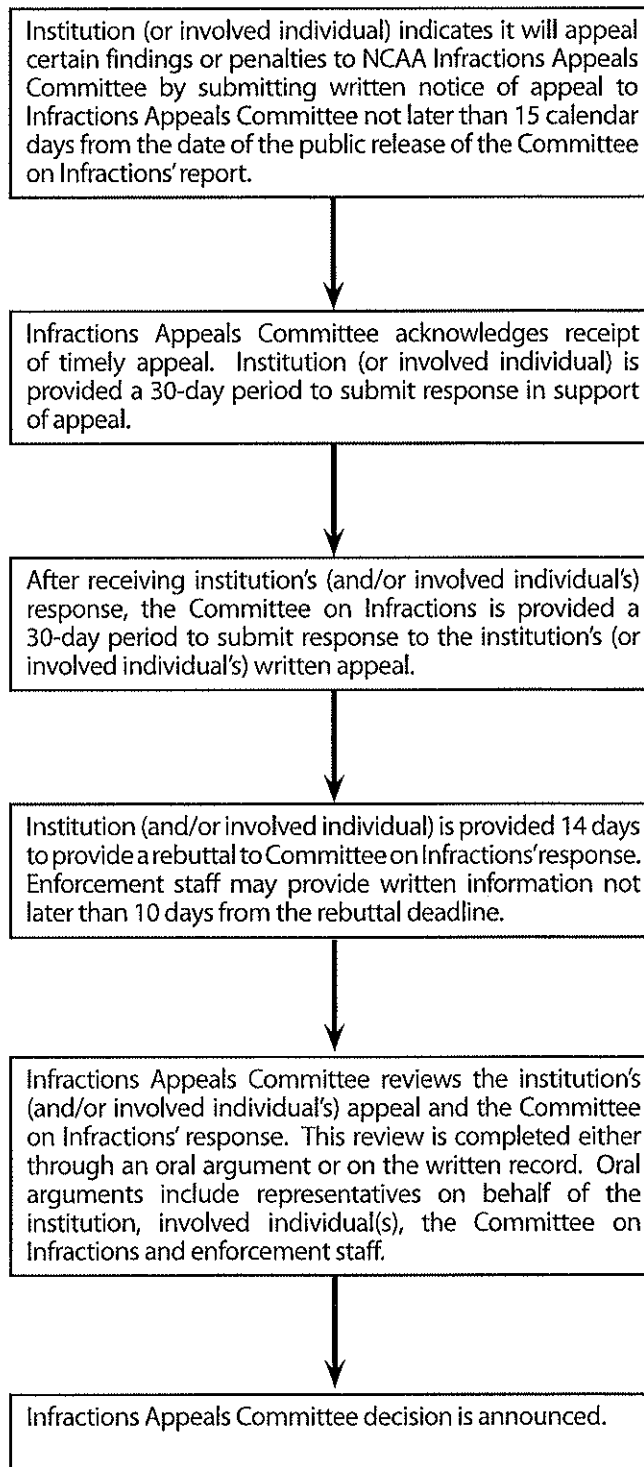 Institution (or involved individual) indicates it will appeal
certain findings or penalties to NCAA Infractions Appeals
Committee by submitting written notice of appeal to
Infractions Appeals Committee not later than 15 calendar
days from the date of the public release of the Committee
on Infractions' report.
Infractions Appeals Committee acknowledges receipt
of timely appeal. Institution (or involved individual) is
provided a 30-day period to submit response in support
of appeal.
After receiving institution's (and/or involved individual's)
response, the Committee on Infractions is provided a
30-day period to submit response to the institution's (or
involved individual's) written appeal.
Institution (and/or involved individual) is provided 14 days
to provide a rebuttal to Committee on Infractions' response.
Enforcement staff may provide written information not
later than 10 days from the rebuttal deadline.
Infractions Appeals Committee reviews the institution's
(and/or involved individual's) appeal and the Committee
on Infractions' response. This review is completed either
through an oral argument or on the written record. Oral
arguments include representatives on behalf of the
institution, involved individual(s), the Committee on
Infractions and enforcement staff.
Infractions Appeals Committee decision is announced.